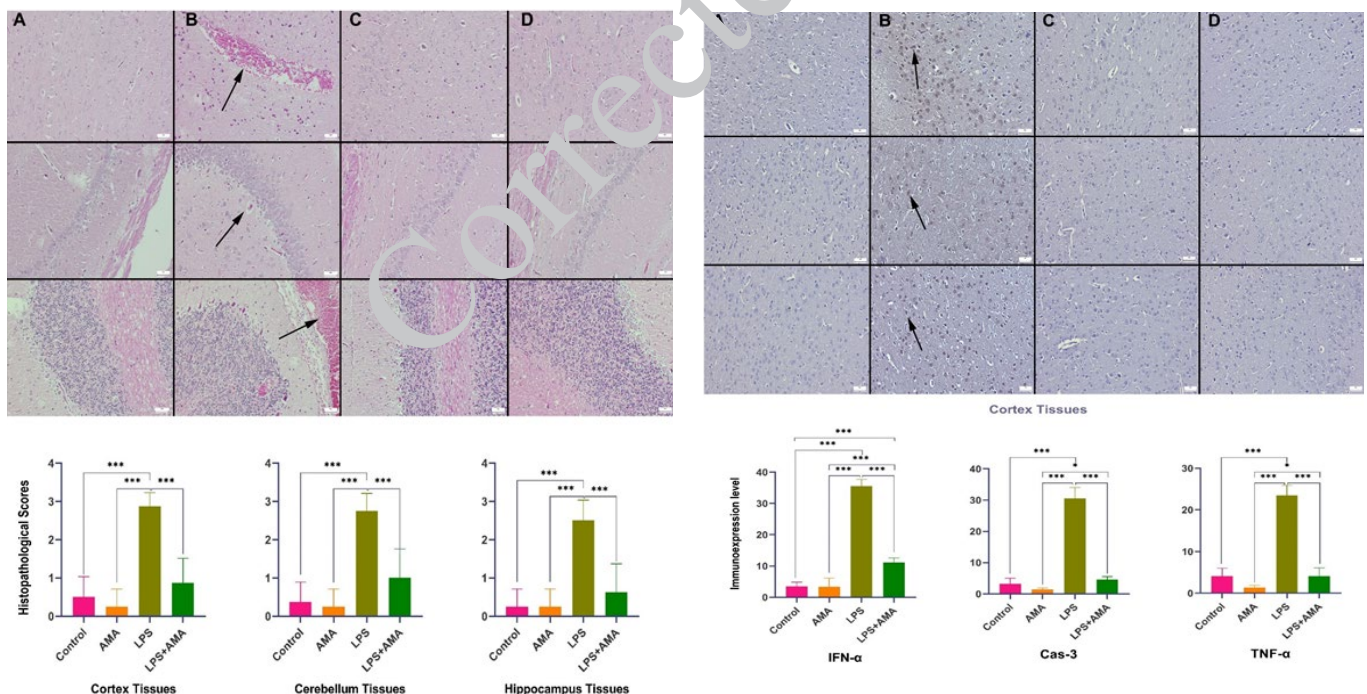 A B C D
B C D
Correcte
Cortex Tissues
Histopathological Scores
4
3
2
1
0
***
***
***
Control
AMA
LPS
LPS+AMA
Cortex Tissues
4
3
2
1
0
***
***
***
Control
AMA
LPS
LPS+AMA
Cerebellum Tissues
4
3
2
1
0
***
***
***
Control
AMA
LPS
LPS+AMA
Hippocampus Tissues
Immunoexpression level
40
30
20
10
0
***
***
***
***
***
Control
AMA
LPS
LPS+AMA
IFN-α
40
30
20
10
0
***
*
***
***
Control
AMA
LPS
LPS+AMA
Cas-3
30
20
10
0
***
*
***
***
Control
AMA
LPS
LPS+AMA
TNF-α